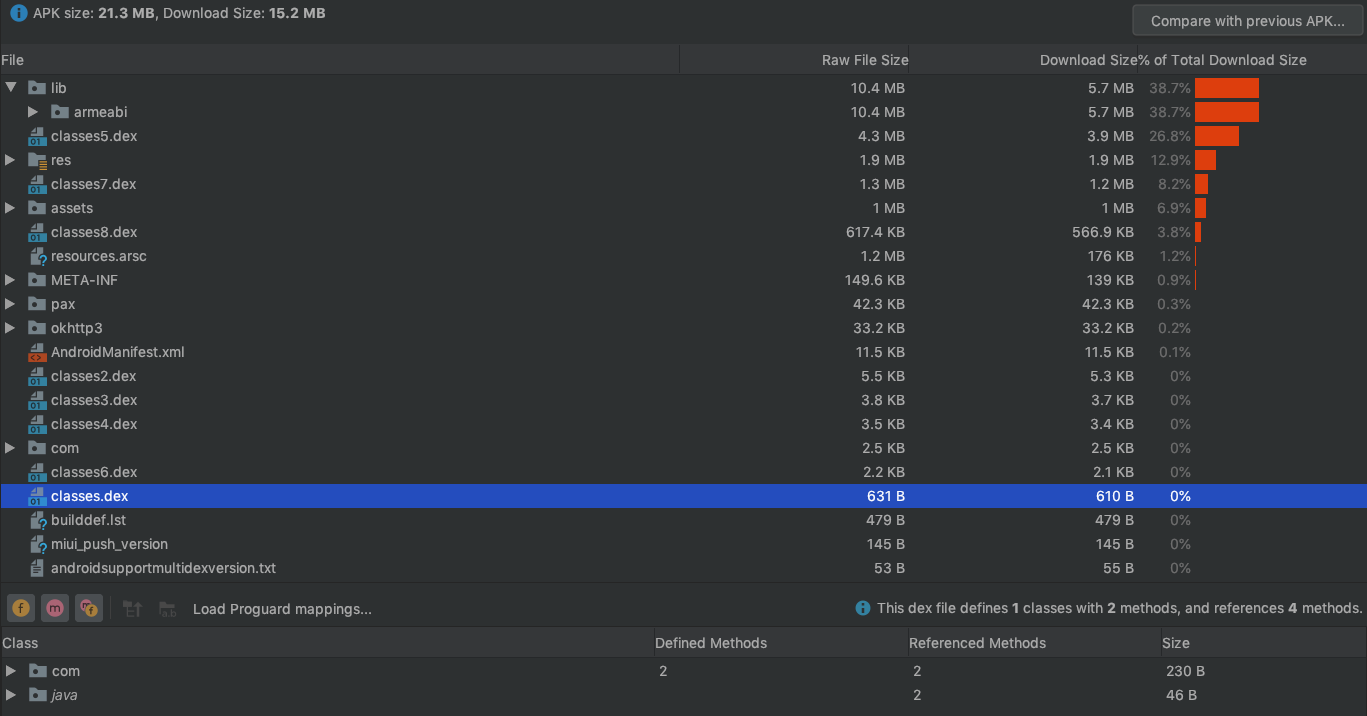 APK size: 21.3 MB, Download Size: 15.2 MB
Compare with previous APK...
File Raw File Size Download Size % of Total Download Size
lib 10.4 MB 5.7 MB 38.7%
armeabi 10.4 MB 5.7 MB 38.7%
classes5.dex 4.3 MB 3.9 MB 26.8%
res 1.9 MB 1.9 MB 12.9%
classes7.dex 1.3 MB 1.2 MB 8.2%
assets 1 MB 1 MB 6.9%
classes8.dex 617.4 KB 566.9 KB 3.8%
resources.arsc 1.2 MB 176 KB 1.2%
META-INF 149.6 KB 139 KB 0.9%
pax 42.3 KB 42.3 KB 0.3%
okhttp3 33.2 KB 33.2 KB 0.2%
AndroidManifest.xml 11.5 KB 11.5 KB 0.1%
classes2.dex 5.5 KB 5.3 KB 0%
classes3.dex 3.8 KB 3.7 KB 0%
classes4.dex 3.5 KB 3.4 KB 0%
com 2.5 KB 2.5 KB 0%
classes6.dex 2.2 KB 2.1 KB 0%
classes.dex 631 B 610 B 0%
builddef.lst 479 B 479 B 0%
miui_push_version 145 B 145 B 0%
androidsupportmultidexversion.txt 53 B 55 B 0%
f m f Load Proguard mappings... This dex file defines 1 classes with 2 methods, and references 4 methods.
Class Defined Methods Referenced Methods Size
com 2 2 230 B
java 2 46 B